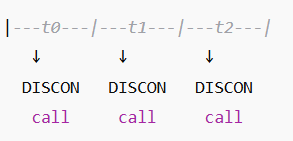 |---t0---|---t1---|---t2---|
↓ ↓ ↓
DISCON DISCON DISCON
call call call